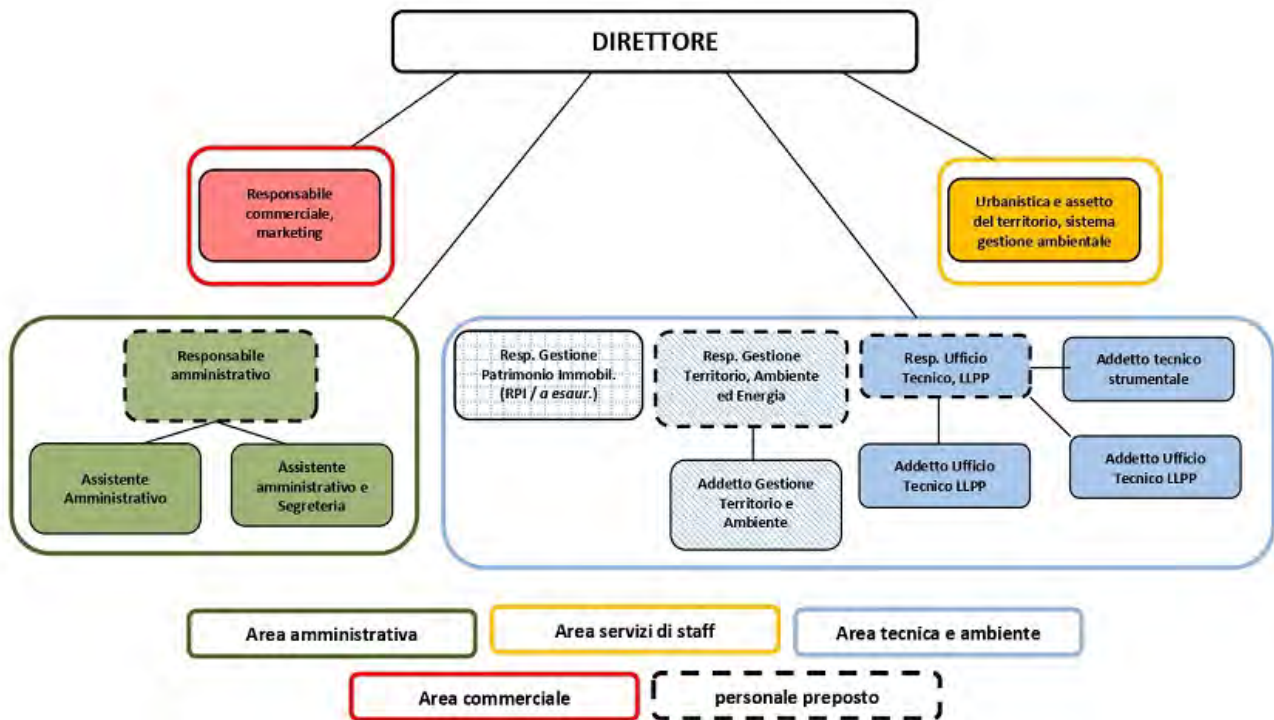 DIRETTORE
Responsabile
commerciale,
marketing
Urbanistica e assetto
del territorio, sistema
gestione ambientale
Responsabile
amministrativo
Assistente
Amministrativo
Assistente
amministrativo e
Segreteria
Resp. Gestione
Patrimonio Immobil.
(RPI / a esaur.)
Resp. Gestione
Territorio, Ambiente
ed Energia
Resp. Ufficio
Tecnico, LLPP
Addetto tecnico
strumentale
Addetto Gestione
Territorio e
Ambiente
Addetto Ufficio
Tecnico LLPP
Addetto Ufficio
Tecnico LLPP
Area amministrativa
Area servizi di staff
Area tecnica e ambiente
Area commerciale
personale preposto